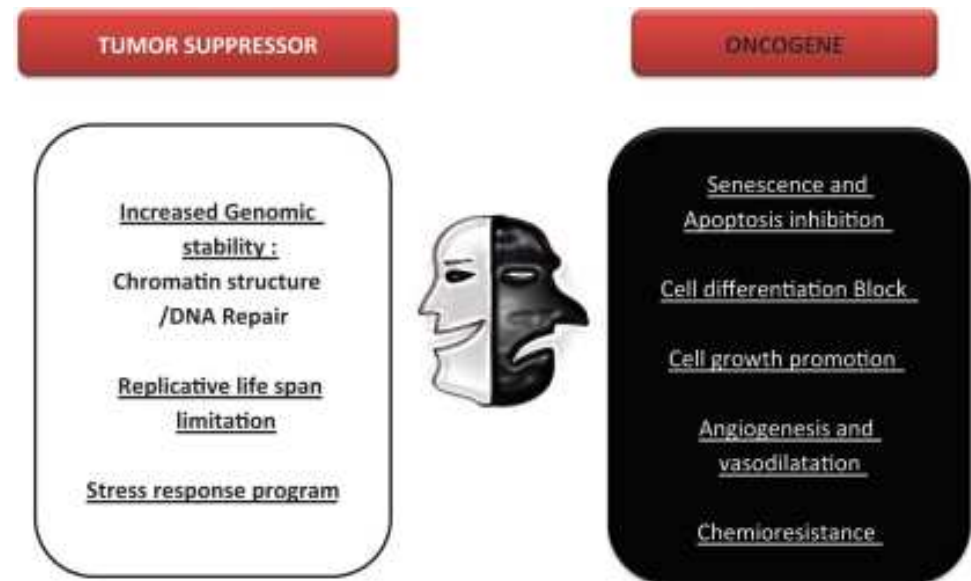 TUMOR SUPPRESSOR
Increased Genomic
stability :
Chromatin structure
/DNA Repair
Replicative life span
limitation
Stress response program
ONCOGENE
Senescence and
Apoptosis inhibition
Cell differentiation Block
Cell growth promotion
Angiogenesis and
vasodilatation
Chemioresistance